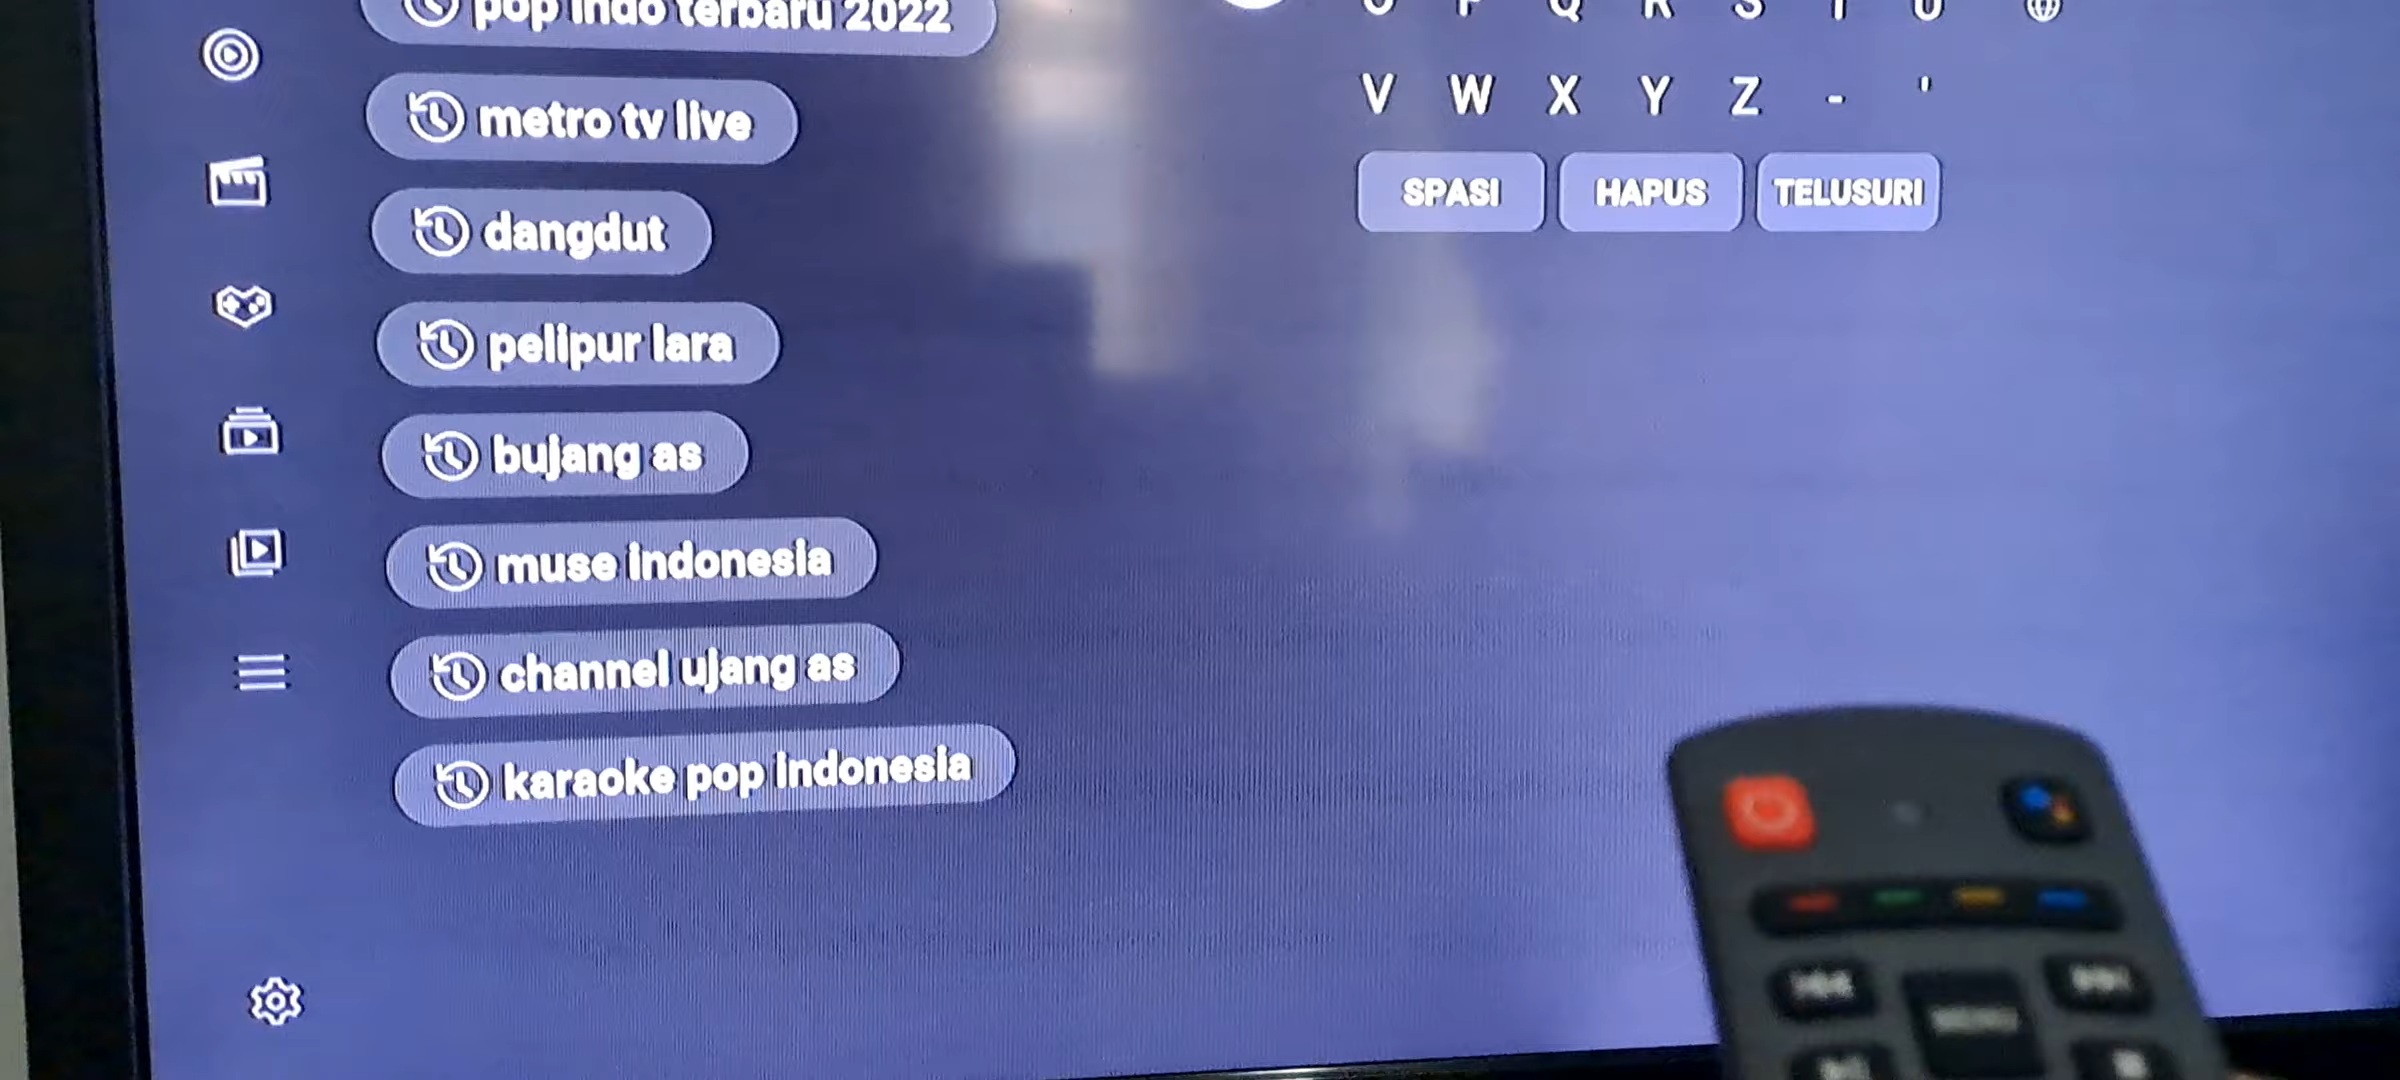 pop indo terbaru 2022
metro tv live
dangdut
pelipur lara
bujang as
muse indonesia
channel ujang as
karaoke pop indonesia
O P Q R S T U
V W X Y Z - '
SPASI HAPUS TELUSURI
MENU